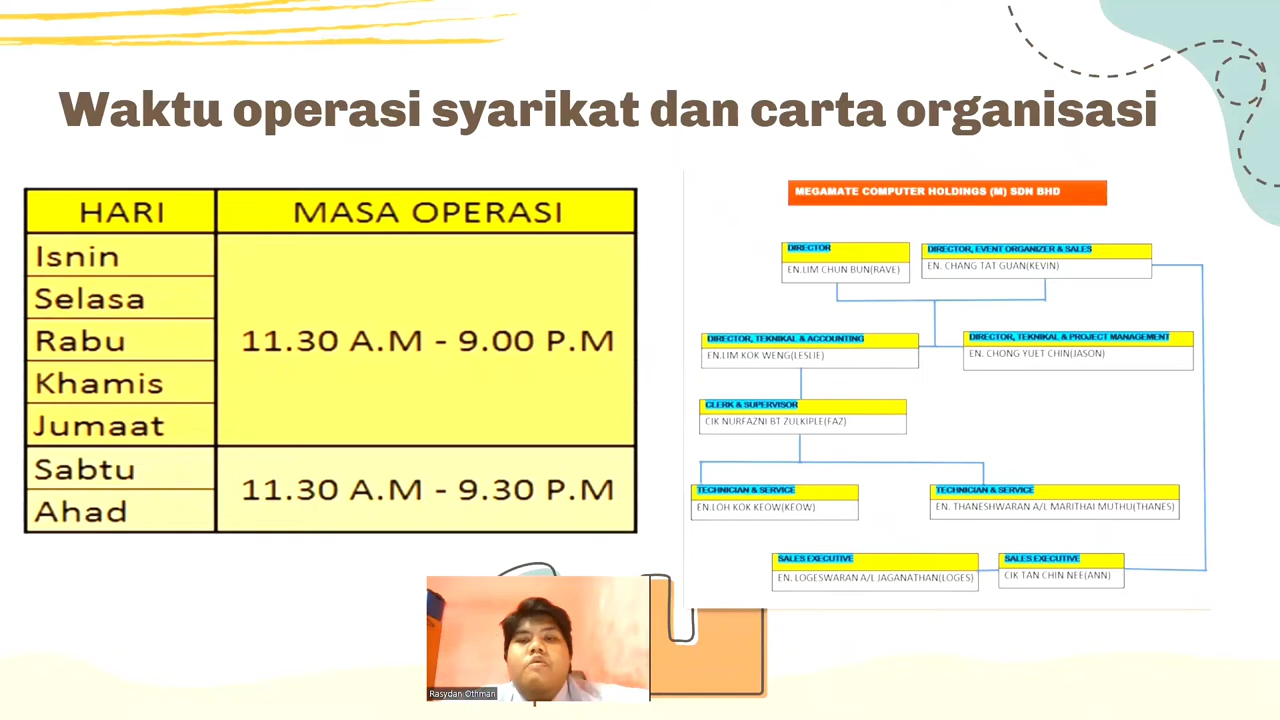 Waktu operasi syarikat dan carta organisasi
HARI
MASA OPERASI
Isnin
Selasa
Rabu
Khamis
Jumaat
11.30 A.M - 9.00 P.M
Sabtu
Ahad
11.30 A.M - 9.30 P.M
MEGAMATE COMPUTER HOLDINGS (M) SDN BHD
DIRECTOR
EN.LIM CHUN BUN(RAVE)
DIRECTOR, EVENT ORGANIZER & SALES
EN. CHANG TAT GUAN(KEVIN)
DIRECTOR, TEKNIKAL & ACCOUNTING
EN.LIM KOK WENG(LESLIE)
DIRECTOR, TEKNIKAL & PROJECT MANAGEMENT
EN. CHONG YUET CHIN(JASON)
CLERK & SUPERVISOR
CIK NURFAZNI BT ZULKIPLE(FAZ)
TECHNICIAN & SERVICE
EN.LOH KOK KEOW(KEOW)
TECHNICIAN & SERVICE
EN. THANESHWARAN A/L MARITHAI MUTHU(THANES)
SALES EXECUTIVE
EN. LOGESWARAN A/L JAGANATHAN(LOGES)
SALES EXECUTIVE
CIK TAN CHIN NEE(ANN)
Rasydan Othman